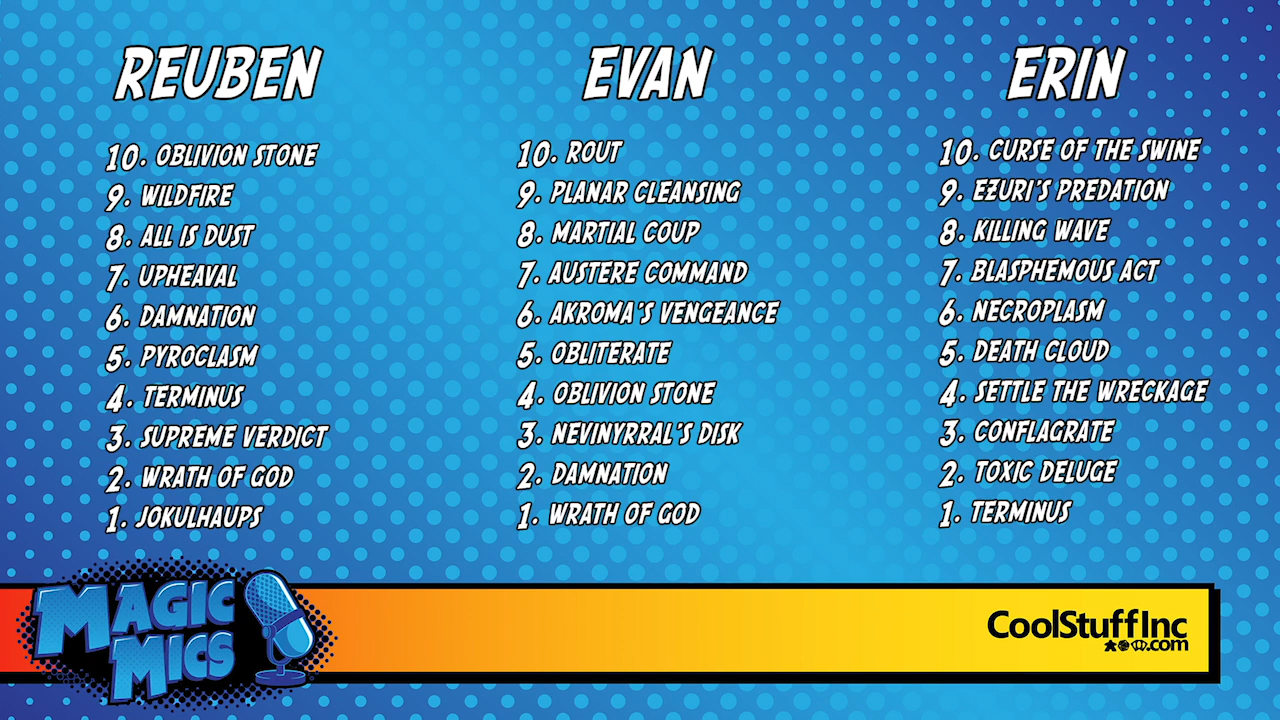 REUBEN
10. OBLIVION STONE
9. WILDFIRE
8. ALL IS DUST
7. UPHEAVAL
6. DAMNATION
5. PYROCLASM
4. TERMINUS
3. SUPREME VERDICT
2. WRATH OF GOD
1. JOKULHAUPS
EVAN
10. ROUT
9. PLANAR CLEANSING
8. MARTIAL COUP
7. AUSTERE COMMAND
6. AKROMA'S VENGEANCE
5. OBLITERATE
4. OBLIVION STONE
3. NEVINYRRAL'S DISK
2. DAMNATION
1. WRATH OF GOD
ERIN
10. CURSE OF THE SWINE
9. EZURI'S PREDATION
8. KILLING WAVE
7. BLASPHEMOUS ACT
6. NECROPLASM
5. DEATH CLOUD
4. SETTLE THE WRECKAGE
3. CONFLAGRATE
2. TOXIC DELUGE
1. TERMINUS
MAGIC
MICS
CoolStuffInc
.com